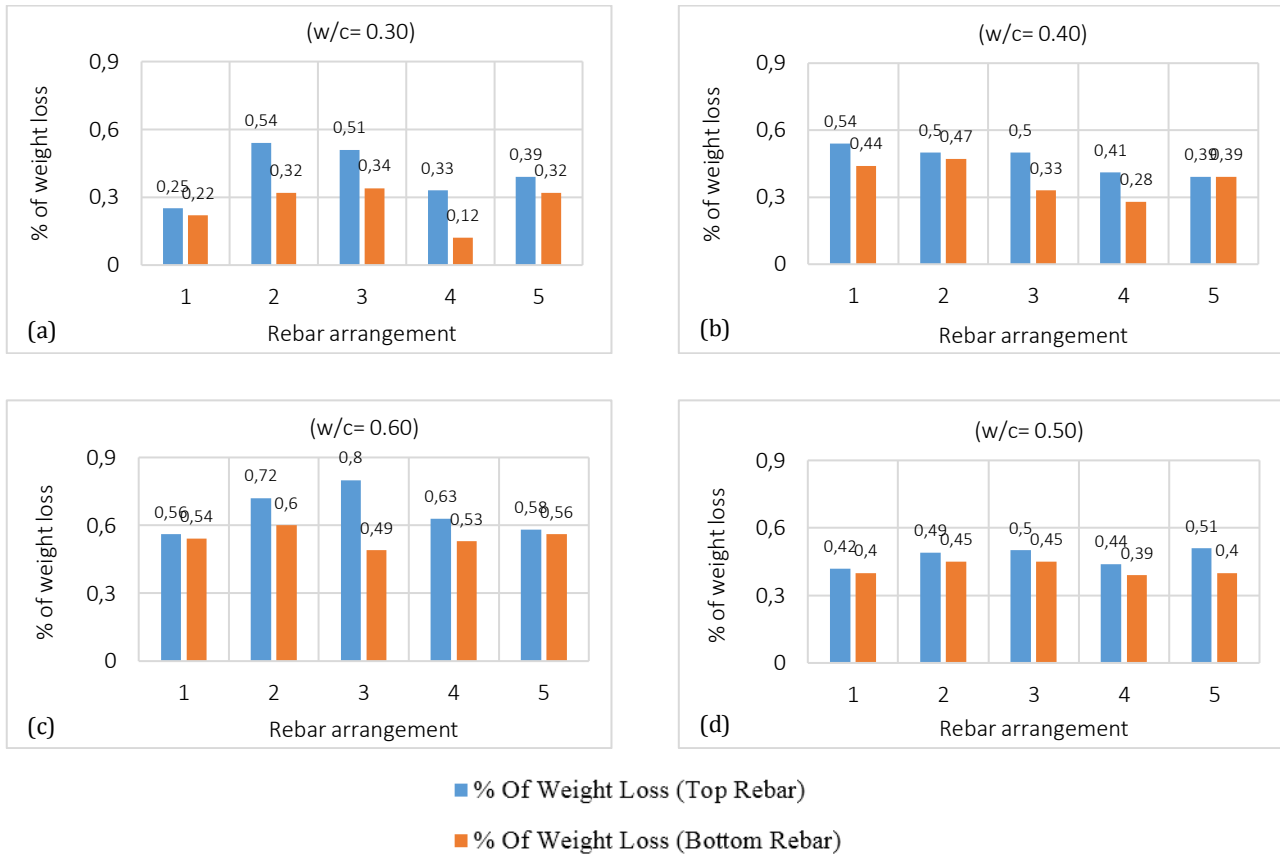 (w/c= 0.30)
% of weight loss
0,9
0,6
0,3
0
0,25
0,22
0,54
0,32
0,51
0,34
0,33
0,12
0,39
0,32
1 2 3 4 5
Rebar arrangement
(a)
(w/c= 0.40)
% of weight loss
0,9
0,6
0,3
0
0,54
0,44
0,5
0,47
0,5
0,33
0,41
0,28
0,39
0,39
1 2 3 4 5
Rebar arrangement
(b)
(w/c= 0.60)
% of weight loss
0,9
0,6
0,3
0
0,56
0,54
0,72
0,6
0,8
0,49
0,63
0,53
0,58
0,56
1 2 3 4 5
Rebar arrangement
(c)
(w/c= 0.50)
% of weight loss
0,9
0,6
0,3
0
0,42
0,4
0,49
0,45
0,5
0,45
0,44
0,39
0,51
0,4
1 2 3 4 5
Rebar arrangement
(d)
% Of Weight Loss (Top Rebar)
% Of Weight Loss (Bottom Rebar)